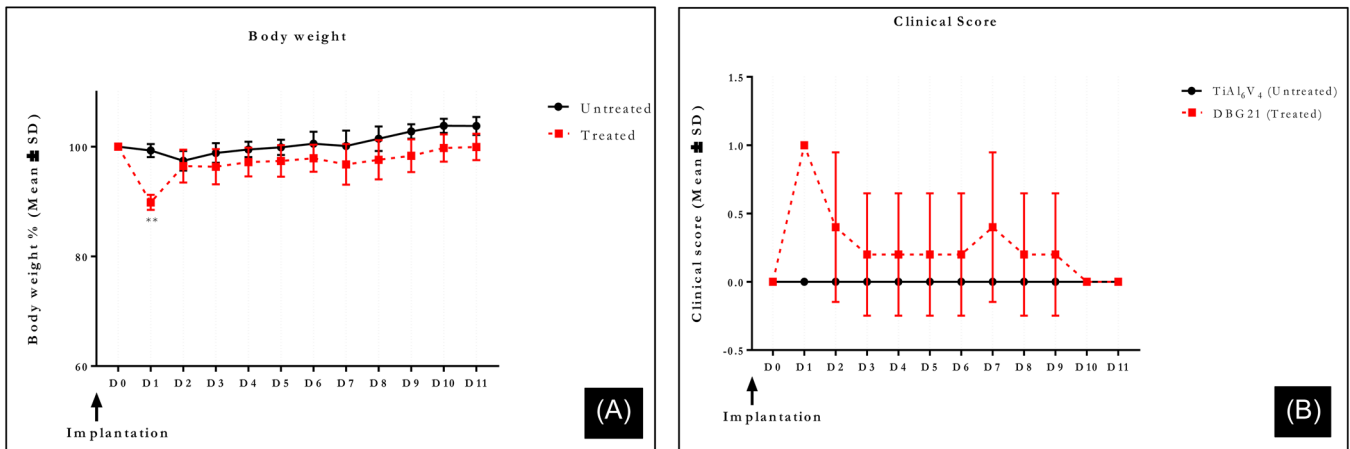 Body weight
Body weight % (Mean ± SD)
100
80
60
D0 D1 D2 D3 D4 D5 D6 D7 D8 D9 D10 D11
**
Untreated
Treated
Implantation
(A)
Clinical Score
Clinical score (Mean ± SD)
1.5
1.0
0.5
0.0
-0.5
D0 D1 D2 D3 D4 D5 D6 D7 D8 D9 D10 D11
TiAl6V4 (Untreated)
DBG21 (Treated)
Implantation
(B)